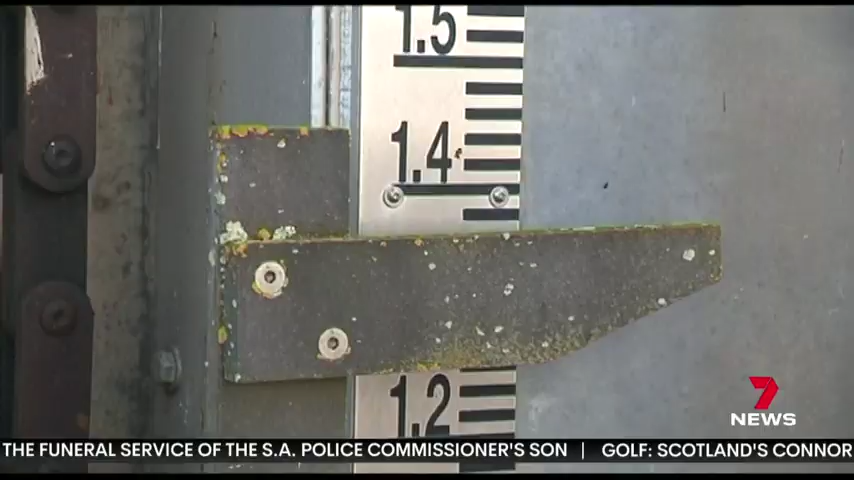 1.5
1.4
1.2
7
NEWS
THE FUNERAL SERVICE OF THE S.A. POLICE COMMISSIONER'S SON | GOLF: SCOTLAND'S CONNOR